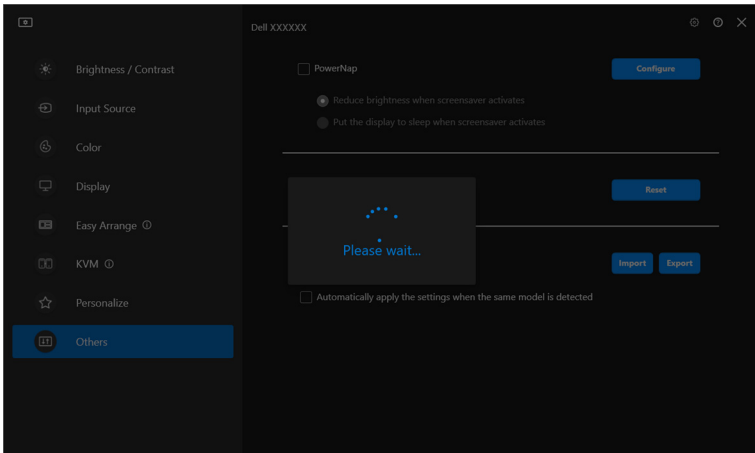 Dell XXXXXX
Brightness / Contrast
Input Source
Color
Display
Easy Arrange
KVM
Personalize
Others
PowerNap
Configure
Reduce brightness when screensaver activates
Put the display to sleep when screensaver activates
Reset
Please wait...
Import Export
Automatically apply the settings when the same model is detected